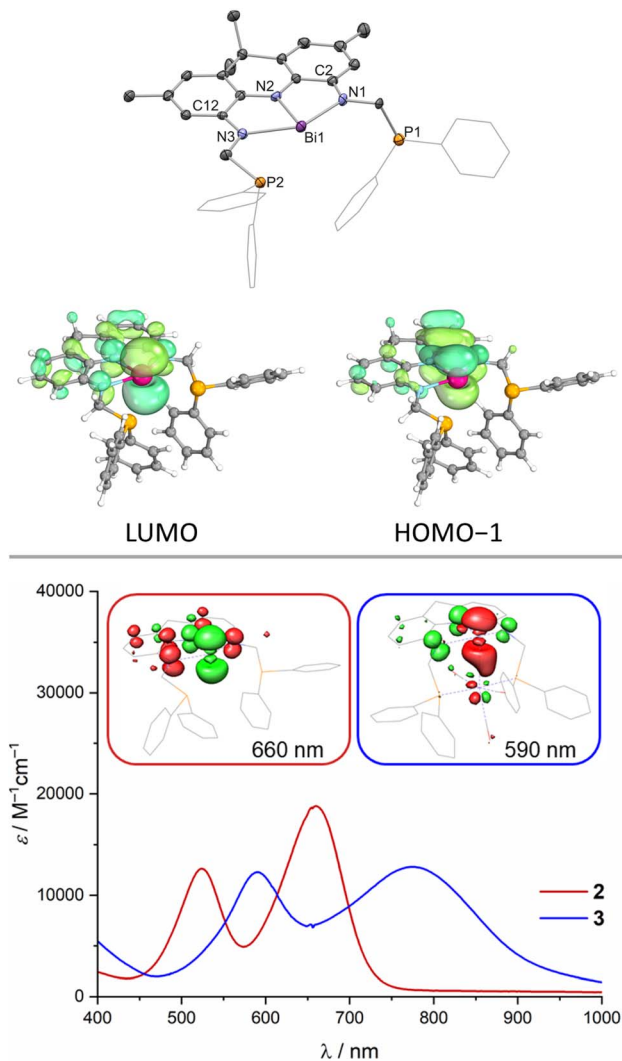 C2
N2
N1
C12
N3
Bi1
P1
P2
LUMO
HOMO−1
40000
30000
20000
10000
0
ε / M⁻¹cm⁻¹
660 nm
590 nm
2
3
400
500
600
700
800
900
1000
λ / nm